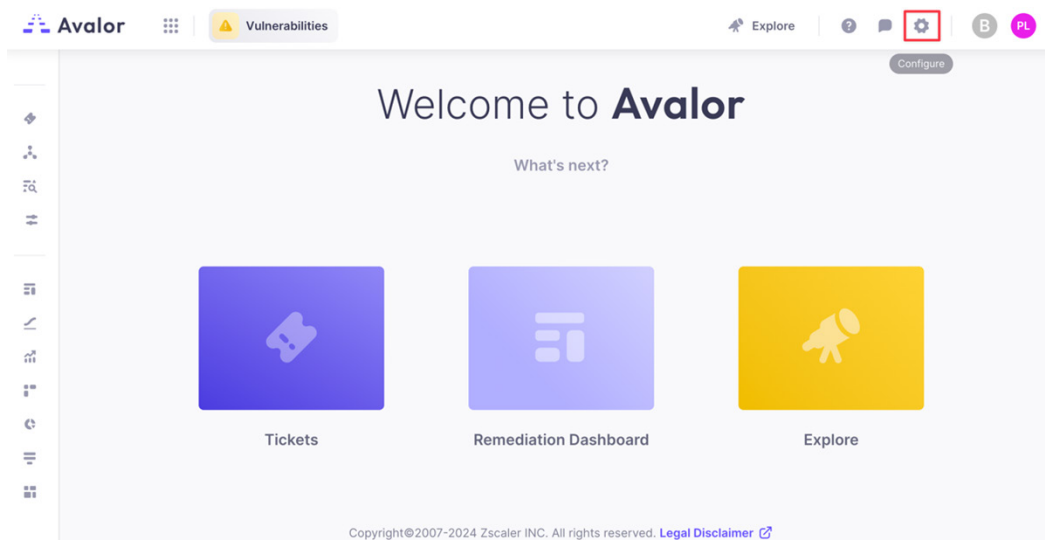 Avalor
Vulnerabilities
Explore
B
PL
Configure
Welcome to Avalor
What's next?
Tickets
Remediation Dashboard
Explore
Copyright©2007-2024 Zscaler INC. All rights reserved. Legal Disclaimer